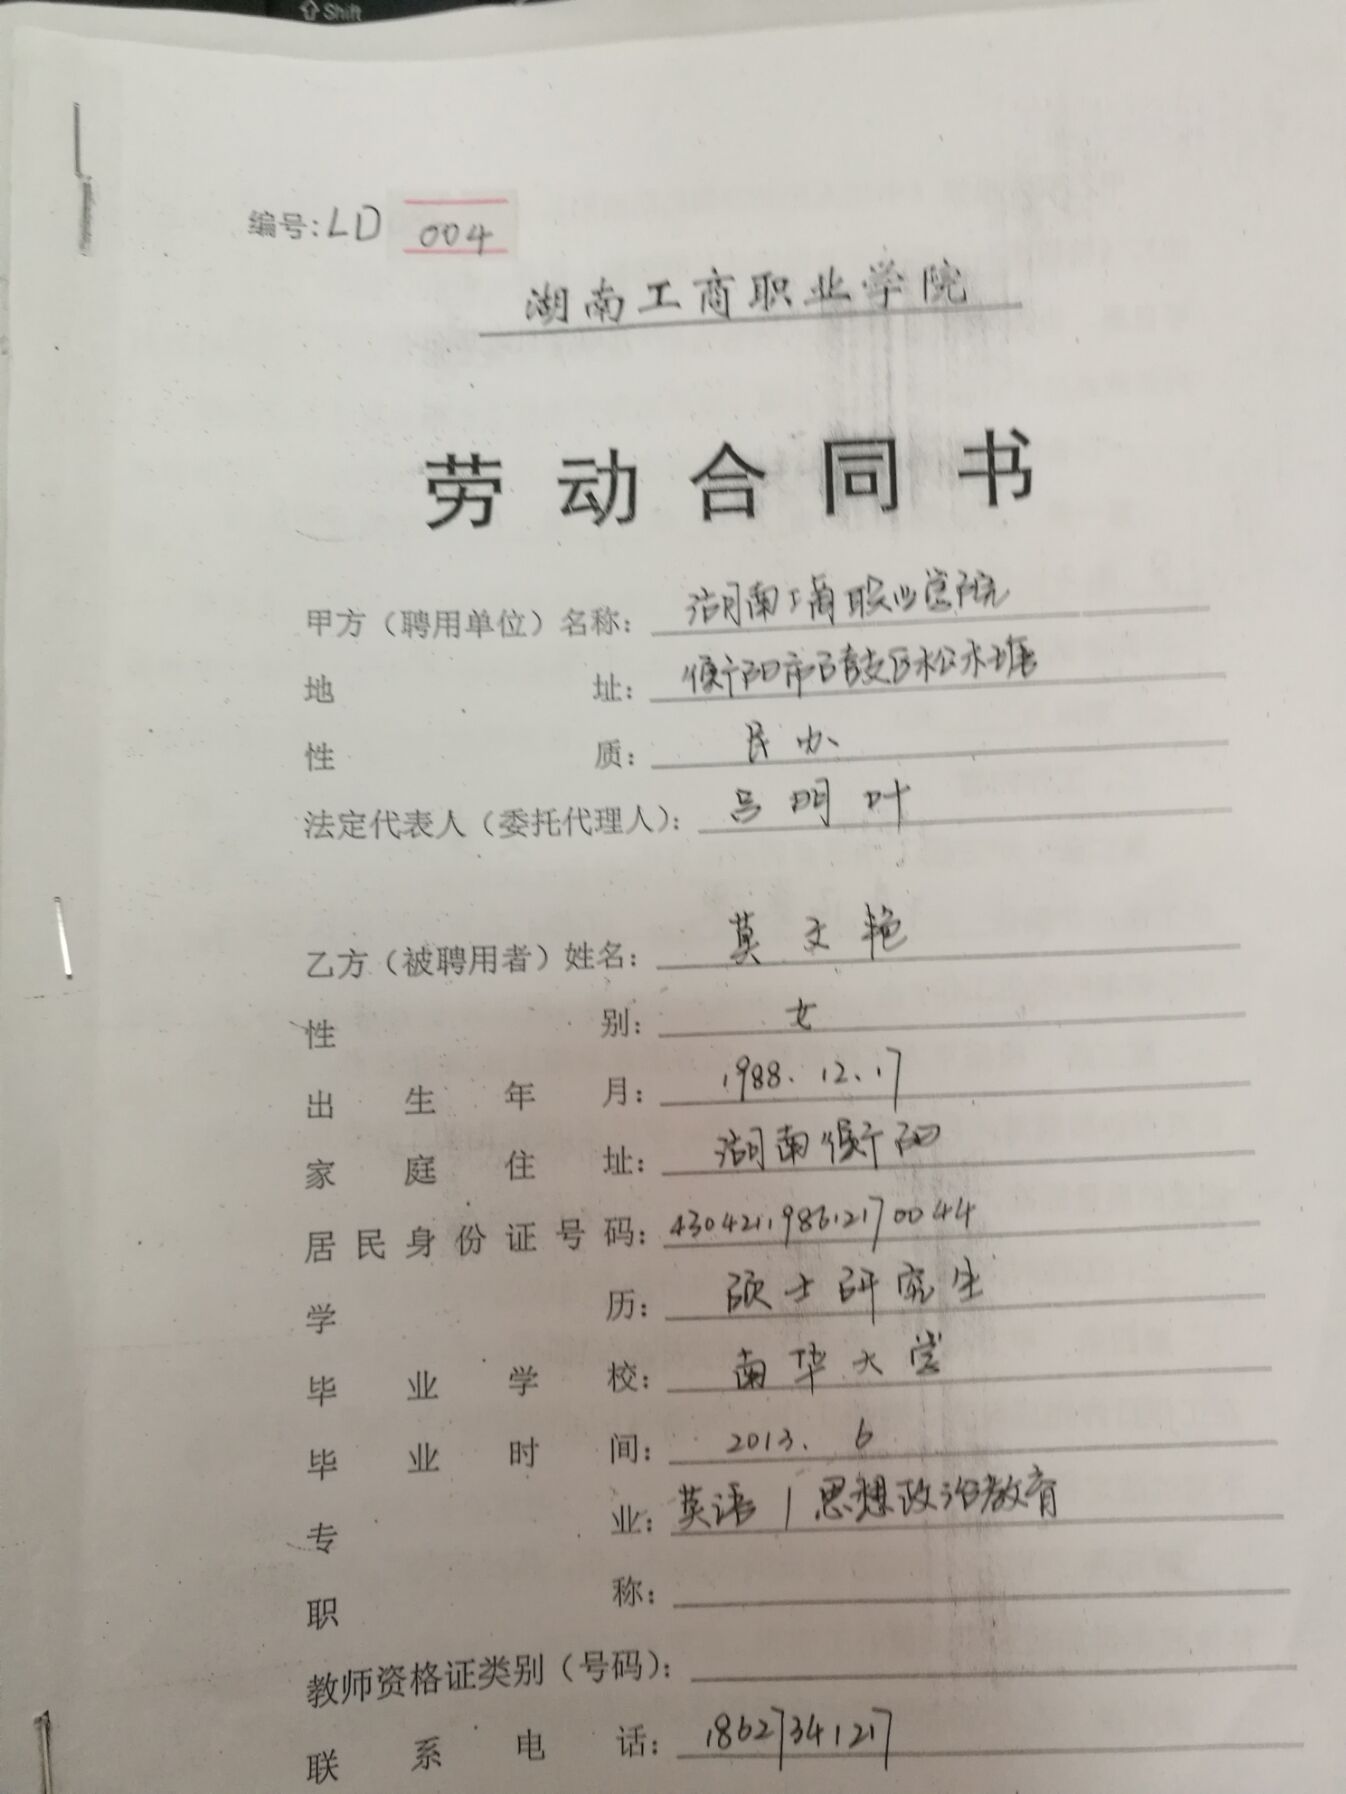 Shift
编号:LD 004
湖南工商职业学院
劳动合同书
甲方(聘用单位)名称: 湖南工商职业学院
地址: 衡阳市石鼓区松木塘
性质: 民办
法定代表人(委托代理人): 吕明叶
乙方(被聘用者)姓名: 莫文艳
性别: 女
出生年月: 1988.12.17
家庭住址: 湖南衡阳
居民身份证号码: 430421198612170044
学历: 硕士研究生
毕业学校: 南华大学
毕业时间: 2013.6
专业: 英语/思想政治教育
职称:
教师资格证类别(号码):
联系电话: 18627341217